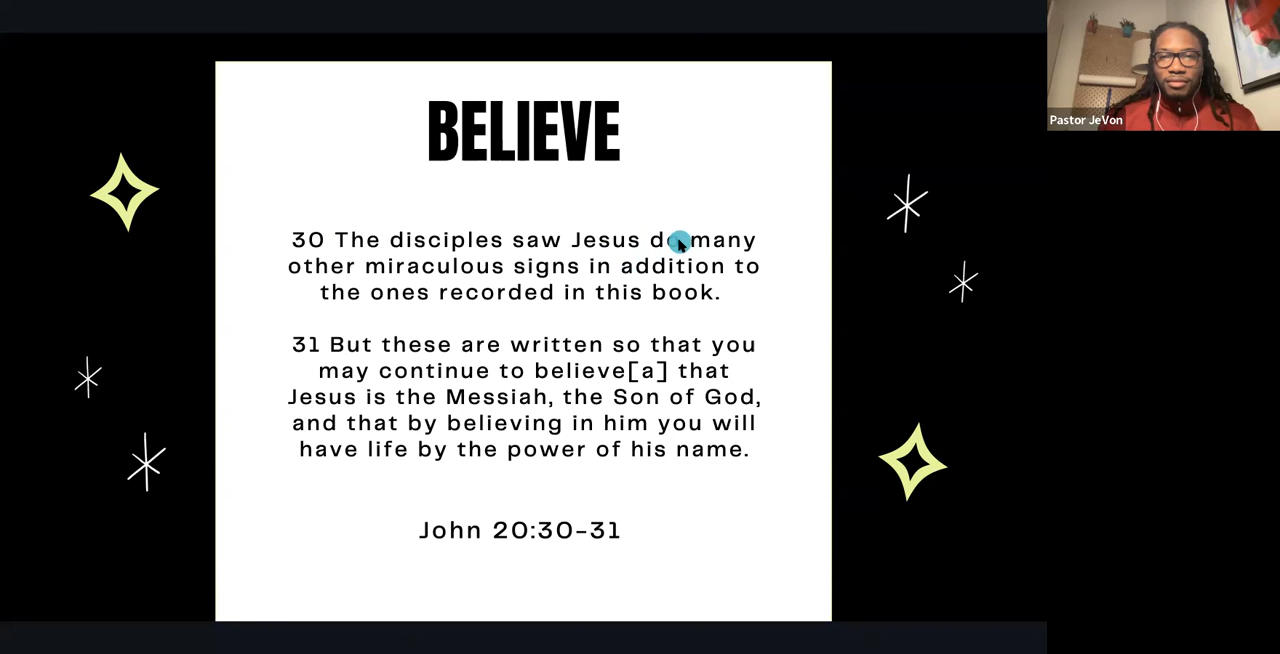 BELIEVE
30 The disciples saw Jesus do many
other miraculous signs in addition to
the ones recorded in this book.
31 But these are written so that you
may continue to believe[a] that
Jesus is the Messiah, the Son of God,
and that by believing in him you will
have life by the power of his name.
John 20:30-31
Pastor JeVon